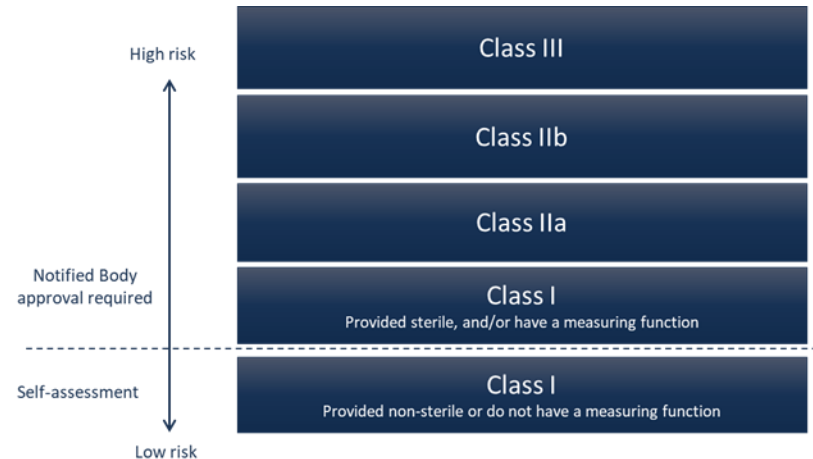 High risk
Class III
Class IIb
Class IIa
Notified Body
approval required
Class I
Provided sterile, and/or have a measuring function
Self-assessment
Class I
Provided non-sterile or do not have a measuring function
Low risk